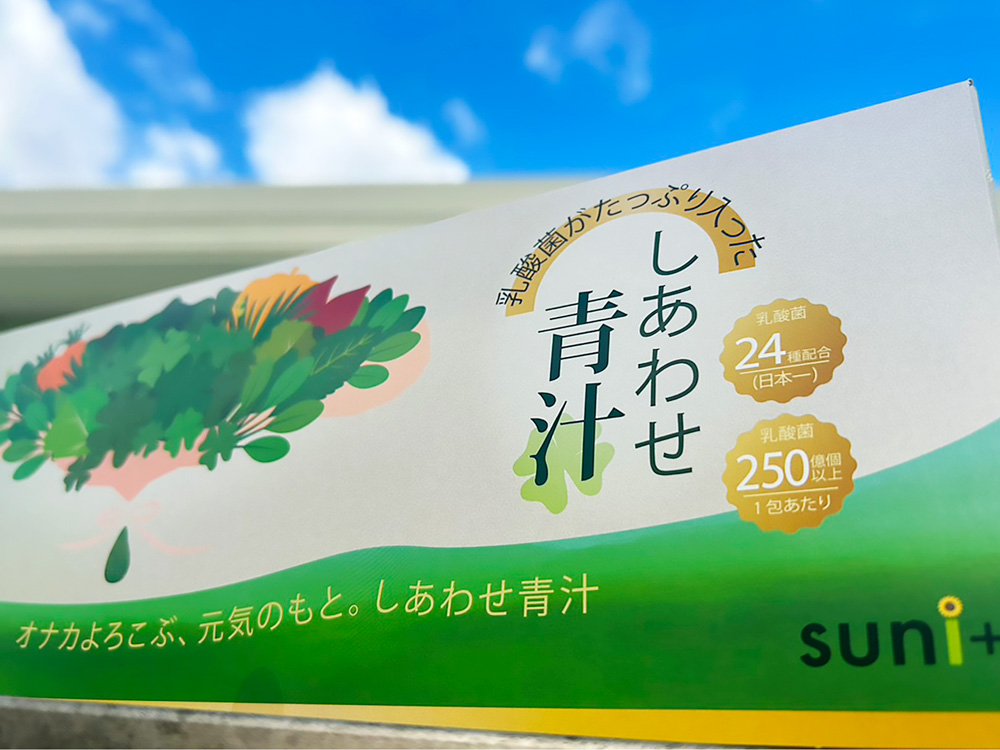 乳酸菌がたっぷり入った
しあわせ
青汁
乳酸菌
24種配合
(日本一)
乳酸菌
250億個以上
1包あたり
オナカよろこぶ、元気のもと。しあわせ青汁
suni+